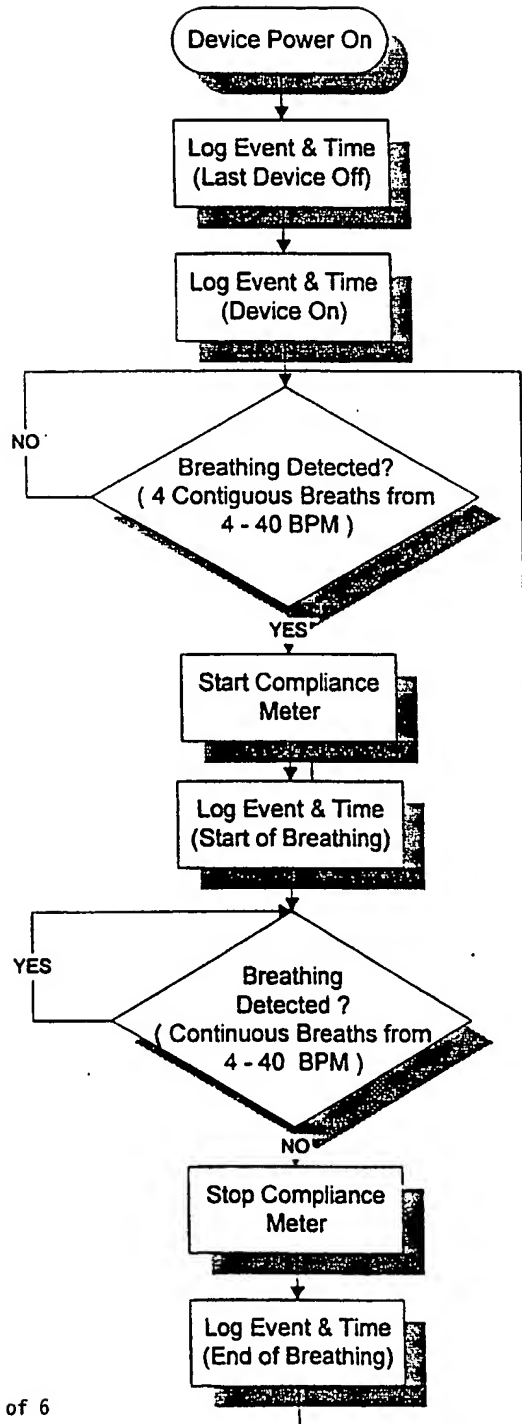 Device Power On
Log Event & Time
(Last Device Off)
Log Event & Time
(Device On)
NO
Breathing Detected?
( 4 Contiguous Breaths from
4 - 40 BPM )
YES
Start Compliance
Meter
Log Event & Time
(Start of Breathing)
YES
Breathing
Detected ?
( Continuous Breaths from
4 - 40 BPM )
NO
Stop Compliance
Meter
Log Event & Time
(End of Breathing)
of 6